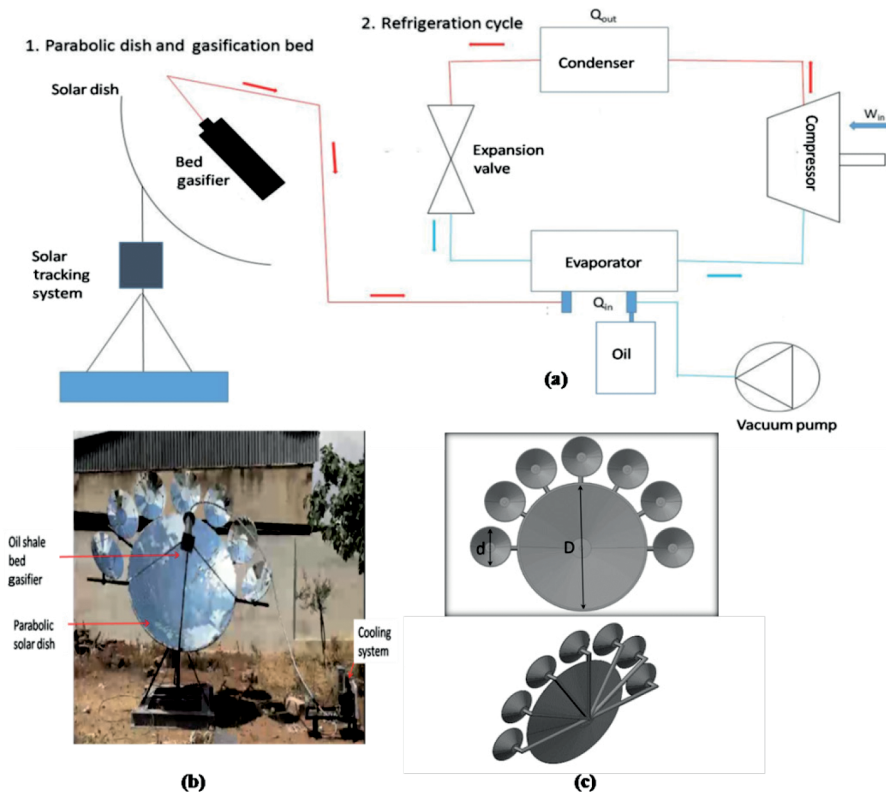 1. Parabolic dish and gasification bed
2. Refrigeration cycle
Qout
Condenser
Solar dish
Bed
gasifier
Expansion
valve
Compressor
Win
Solar
tracking
system
Evaporator
Qin
Oil
(a)
Vacuum pump
Oil shale
bed
gasifier
Parabolic
solar dish
Cooling
system
(b)
d
D
(c)